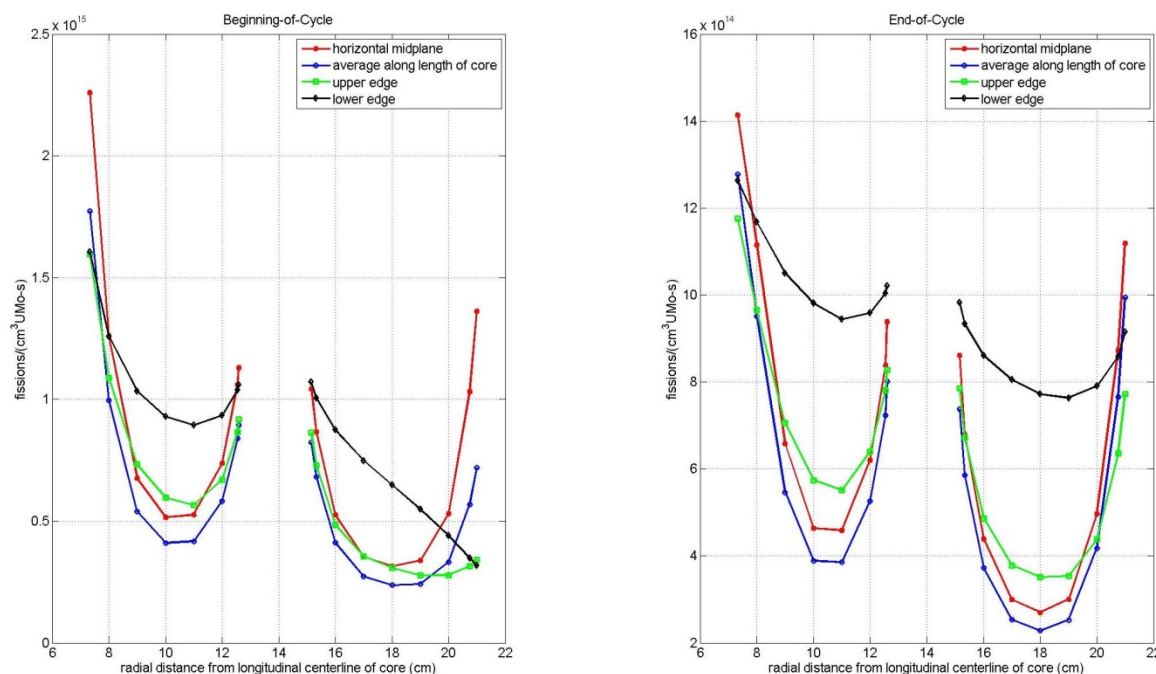 Beginning-of-Cycle
x 10^15
2.5
2
1.5
1
0.5
0
fissions/(cm³UMo-s)
horizontal midplane
average along length of core
upper edge
lower edge
6 8 10 12 14 16 18 20 22
radial distance from longitudinal centerline of core (cm)
End-of-Cycle
x 10^14
16
14
12
10
8
6
4
2
fissions/(cm³UMo-s)
horizontal midplane
average along length of core
upper edge
lower edge
6 8 10 12 14 16 18 20 22
radial distance from longitudinal centerline of core (cm)